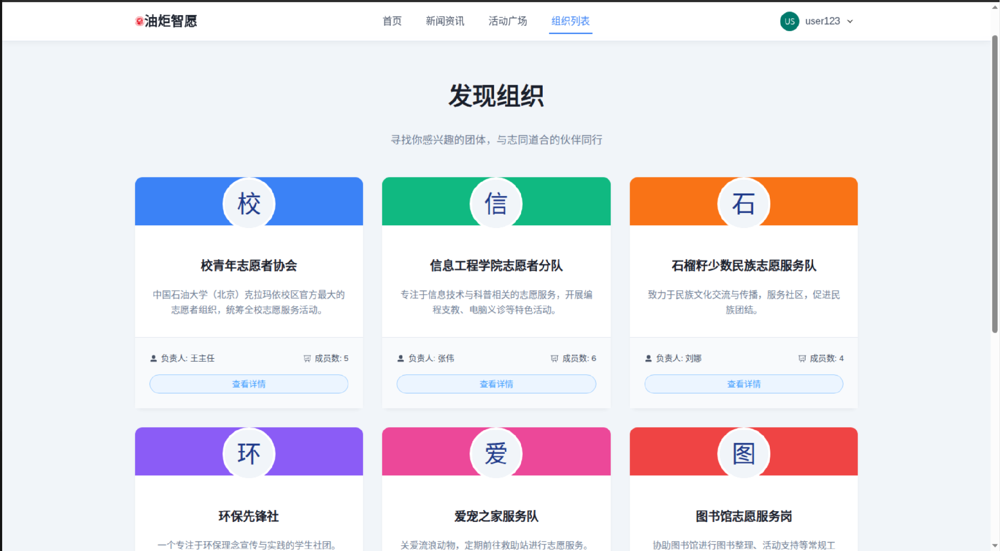 油炬智愿
首页
新闻资讯
活动广场
组织列表
US
user123
发现组织
寻找你感兴趣的团体，与志同道合的伙伴同行
校
信
石
校青年志愿者协会
信息工程学院志愿者分队
石榴籽少数民族志愿服务队
中国石油大学（北京）克拉玛依校区官方最大的
志愿者组织，统筹全校志愿服务活动。
专注于信息技术与科普相关的志愿服务，开展编
程支教、电脑义诊等特色活动。
致力于民族文化交流与传播，服务社区，促进民
族团结。
负责人: 王主任
成员数: 5
负责人: 张伟
成员数: 6
负责人: 刘娜
成员数: 4
查看详情
查看详情
查看详情
环
爱
图
环保先锋社
爱宠之家服务队
图书馆志愿服务岗
一个专注于环保理念宣传与实践的学生社团。
关爱流浪动物，定期前往救助站进行志愿服务。
协助图书馆进行图书整理、活动支持等常规工